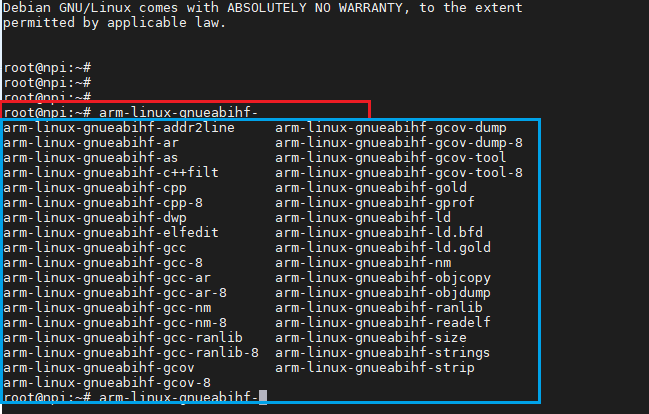 Debian GNU/Linux comes with ABSOLUTELY NO WARRANTY, to the extent
permitted by applicable law.
root@npi:~#
root@npi:~#
root@npi:~#
root@npi:~# arm-linux-gnueabihf-
arm-linux-gnueabihf-addr2line arm-linux-gnueabihf-gcov-dump
arm-linux-gnueabihf-ar arm-linux-gnueabihf-gcov-dump-8
arm-linux-gnueabihf-as arm-linux-gnueabihf-gcov-tool
arm-linux-gnueabihf-c++filt arm-linux-gnueabihf-gcov-tool-8
arm-linux-gnueabihf-cpp arm-linux-gnueabihf-gold
arm-linux-gnueabihf-cpp-8 arm-linux-gnueabihf-gprof
arm-linux-gnueabihf-dwp arm-linux-gnueabihf-ld
arm-linux-gnueabihf-elfedit arm-linux-gnueabihf-ld.bfd
arm-linux-gnueabihf-gcc arm-linux-gnueabihf-ld.gold
arm-linux-gnueabihf-gcc-8 arm-linux-gnueabihf-nm
arm-linux-gnueabihf-gcc-ar arm-linux-gnueabihf-objcopy
arm-linux-gnueabihf-gcc-ar-8 arm-linux-gnueabihf-objdump
arm-linux-gnueabihf-gcc-nm arm-linux-gnueabihf-ranlib
arm-linux-gnueabihf-gcc-nm-8 arm-linux-gnueabihf-readelf
arm-linux-gnueabihf-gcc-ranlib arm-linux-gnueabihf-size
arm-linux-gnueabihf-gcc-ranlib-8 arm-linux-gnueabihf-strings
arm-linux-gnueabihf-gcov arm-linux-gnueabihf-strip
arm-linux-gnueabihf-gcov-8
root@npi:~# arm-linux-gnueabihf-